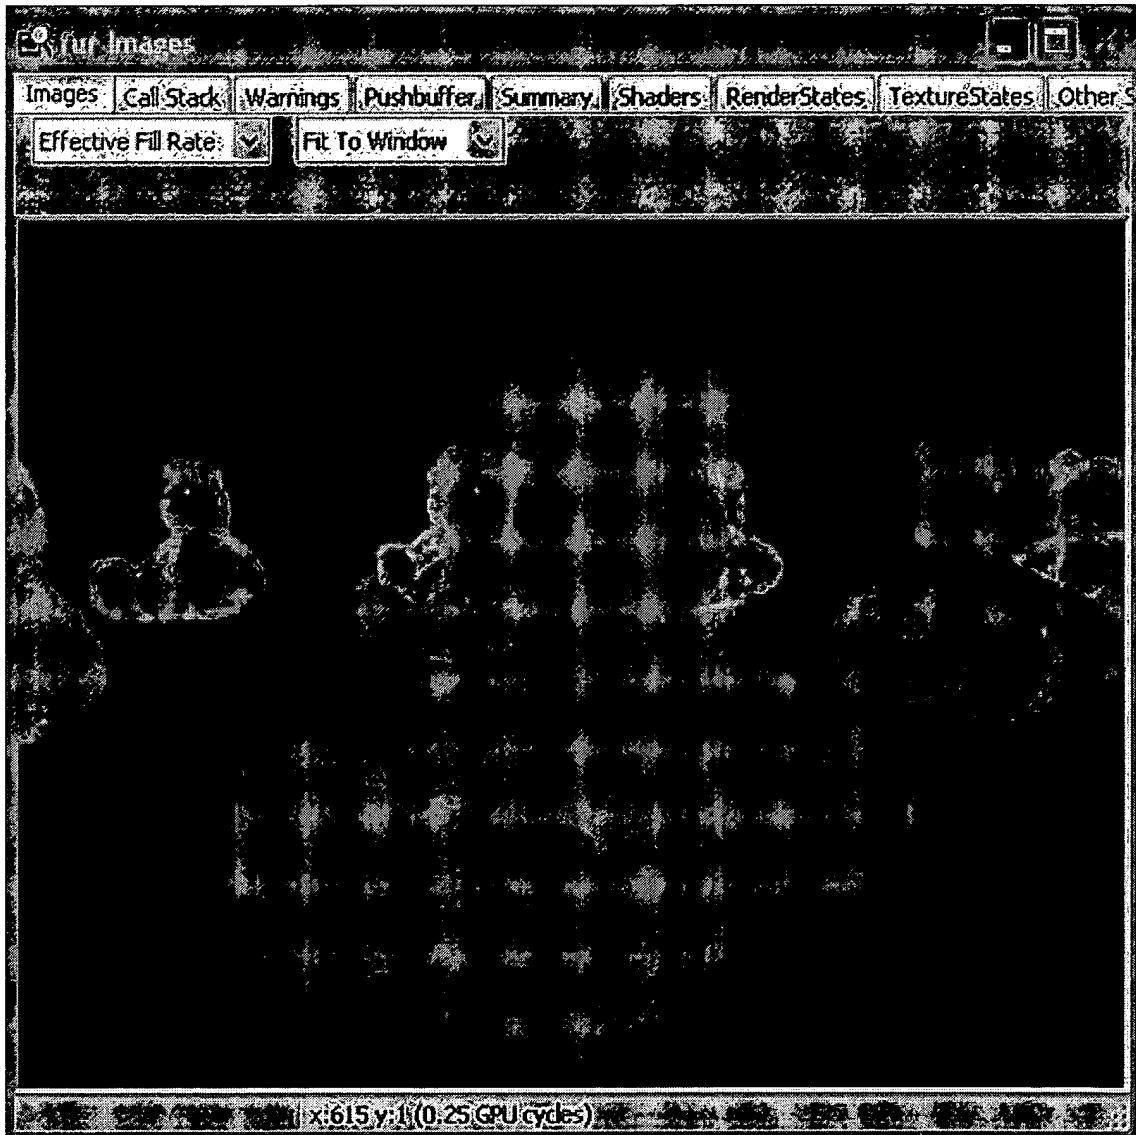 fur Images
Images Call Stack Warnings Pushbuffer Summary Shaders RenderStates TextureStates Other S
Effective Fill Rate Fit To Window
x:615 y:1 (0.25 GPU cycles)